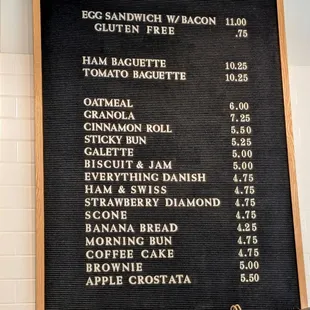 EGG SANDWICH W/BACON 11.00
GLUTEN FREE .75
HAM BAGUETTE 10.25
TOMATO BAGUETTE 10.25
OATMEAL 6.00
GRANOLA 7.25
CINNAMON ROLL 5.50
STICKY BUN 5.25
GALETTE 5.00
BISCUIT & JAM 5.00
EVERYTHING DANISH 4.75
HAM & SWISS 4.75
STRAWBERRY DIAMOND 4.75
SCONE 4.75
BANANA BREAD 4.25
MORNING BUN 4.75
COFFEE CAKE 4.75
BROWNIE 5.00
APPLE CROSTATA 5.50